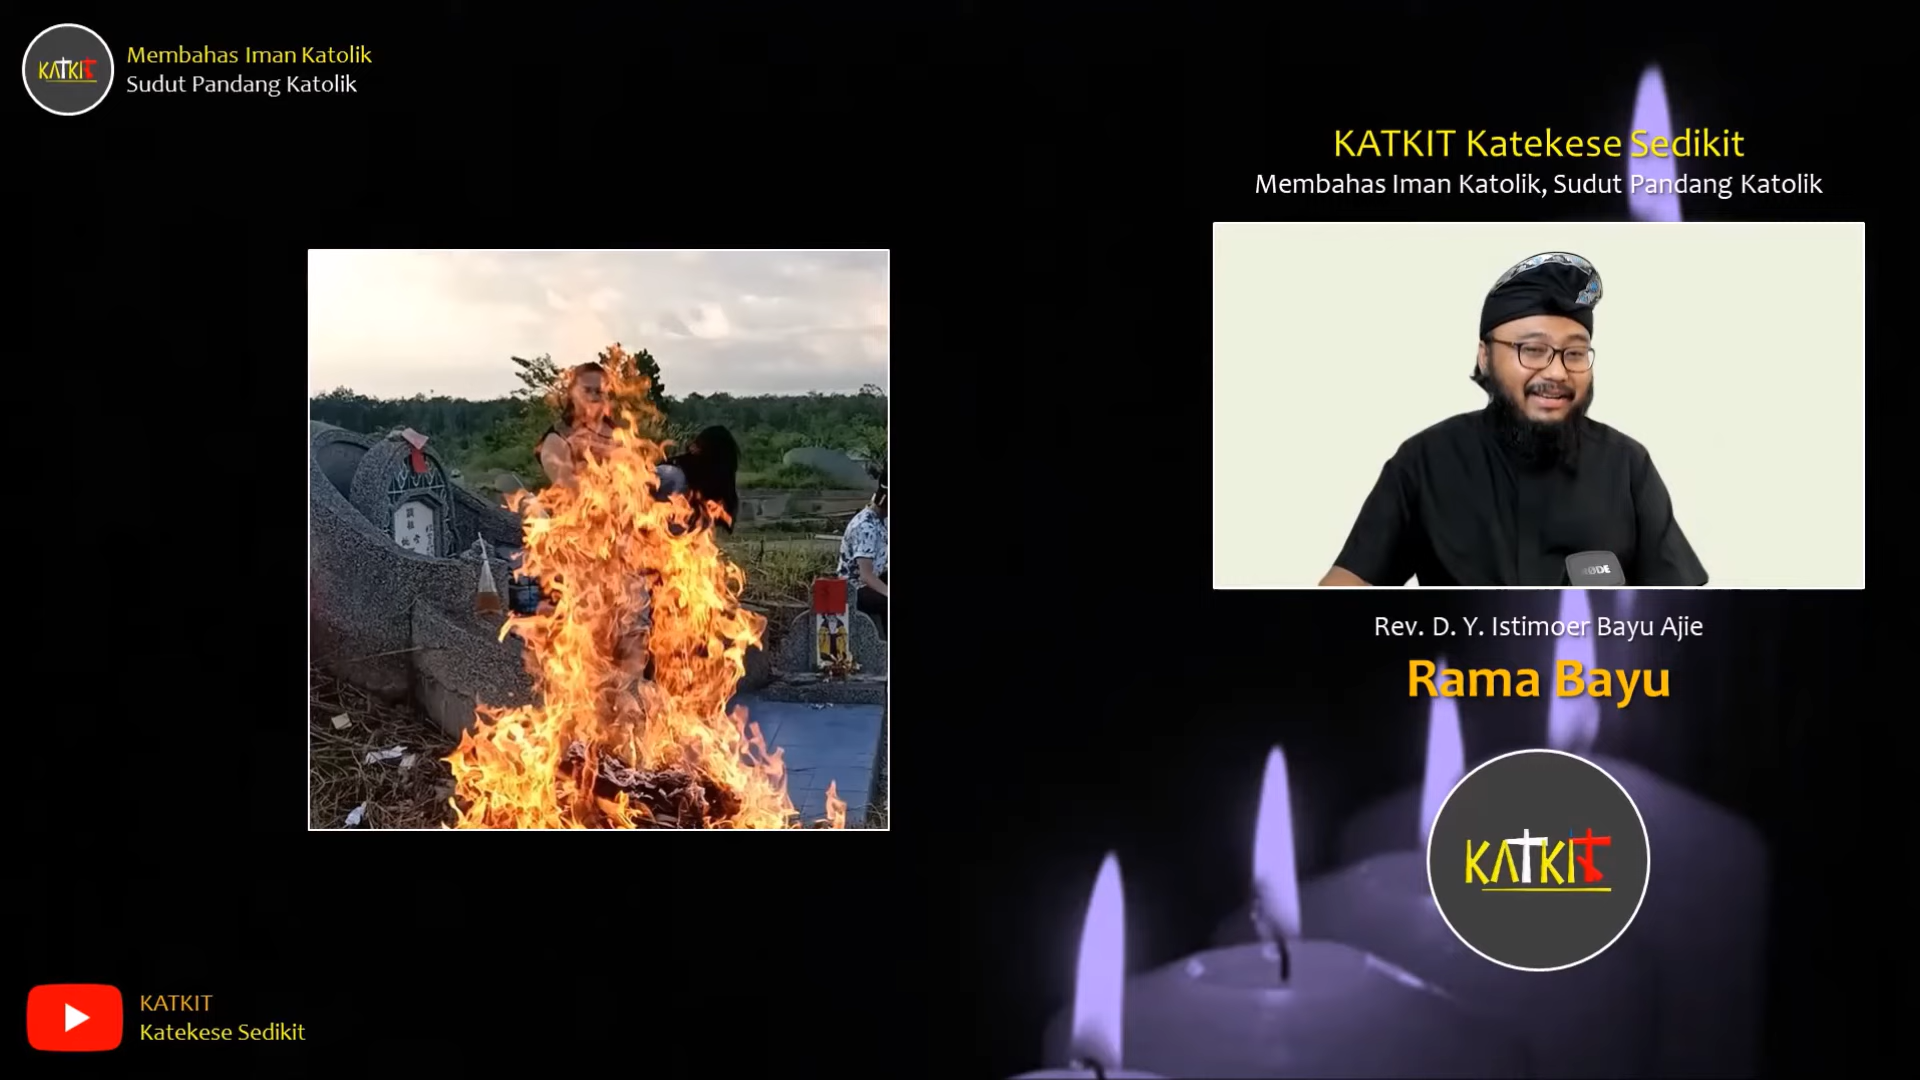 KATKIT
Membahas Iman Katolik
Sudut Pandang Katolik
KATKIT Katekese Sedikit
Membahas Iman Katolik, Sudut Pandang Katolik
RØDE
Rev. D. Y. Istimoer Bayu Ajie
Rama Bayu
KATKIT
KATKIT
Katekese Sedikit